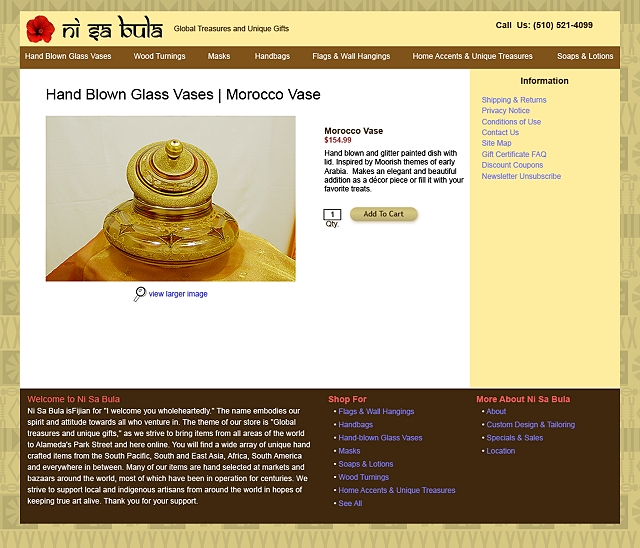 ni sa bula
Global Treasures and Unique Gifts
Call Us: (510) 521-4099
Hand Blown Glass Vases
Wood Turnings
Masks
Handbags
Flags & Wall Hangings
Home Accents & Unique Treasures
Soaps & Lotions
Hand Blown Glass Vases | Morocco Vase
Morocco Vase
$154.99
Hand blown and glitter painted dish with
lid. Inspired by Moorish themes of early
Arabia. Makes an elegant and beautiful
addition as a décor piece or fill it with your
favorite treats.
1
Add To Cart
Qty.
view larger image
Information
Shipping & Returns
Privacy Notice
Conditions of Use
Contact Us
Site Map
Gift Certificate FAQ
Discount Coupons
Newsletter Unsubscribe
Welcome to Ni Sa Bula
Ni Sa Bula isFijian for "I welcome you wholeheartedly." The name embodies our
spirit and attitude towards all who venture in. The theme of our store is "Global
treasures and unique gifts," as we strive to bring items from all areas of the world
to Alameda's Park Street and here online. You will find a wide array of unique hand
crafted items from the South Pacific, South and East Asia, Africa, South America
and everywhere in between. Many of our items are hand selected at markets and
bazaars around the world, most of which have been in operation for centuries. We
strive to support local and indigenous artisans from around the world in hopes of
keeping true art alive. Thank you for your support.
Shop For
• Flags & Wall Hangings
• Handbags
• Hand-blown Glass Vases
• Masks
• Soaps & Lotions
• Wood Turnings
• Home Accents & Unique Treasures
• See All
More About Ni Sa Bula
• About
• Custom Design & Tailoring
• Specials & Sales
• Location